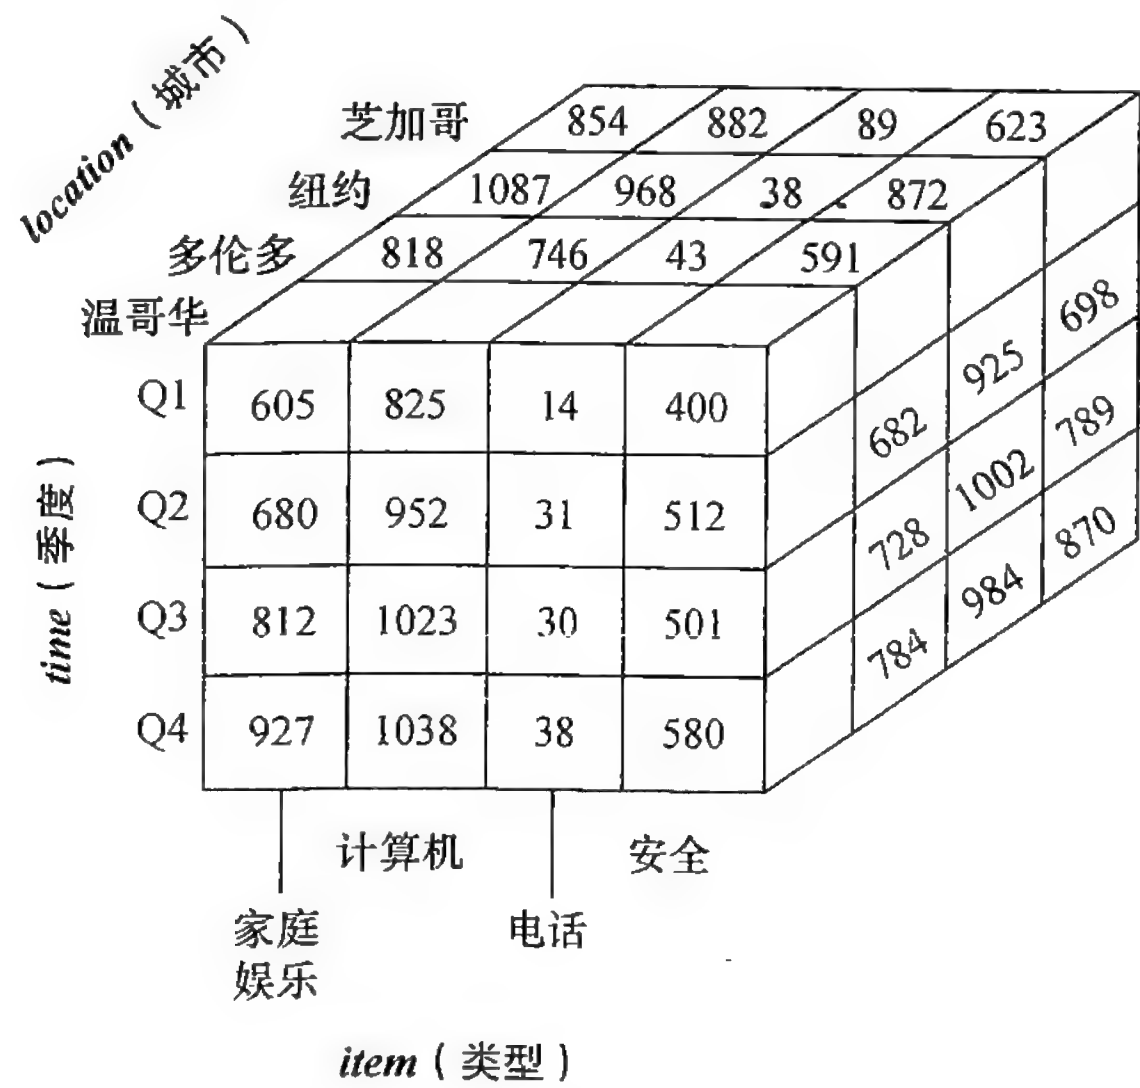 location（城市）
芝加哥 854 882 89 623
纽约 1087 968 38 872
多伦多 818 746 43 591
温哥华
Q1 605 825 14 400
682 925 698
Q2 680 952 31 512
728 1002 789
Q3 812 1023 30 501
784 984 870
Q4 927 1038 38 580
time（季度）
计算机 安全
家庭 电话
娱乐
item（类型）